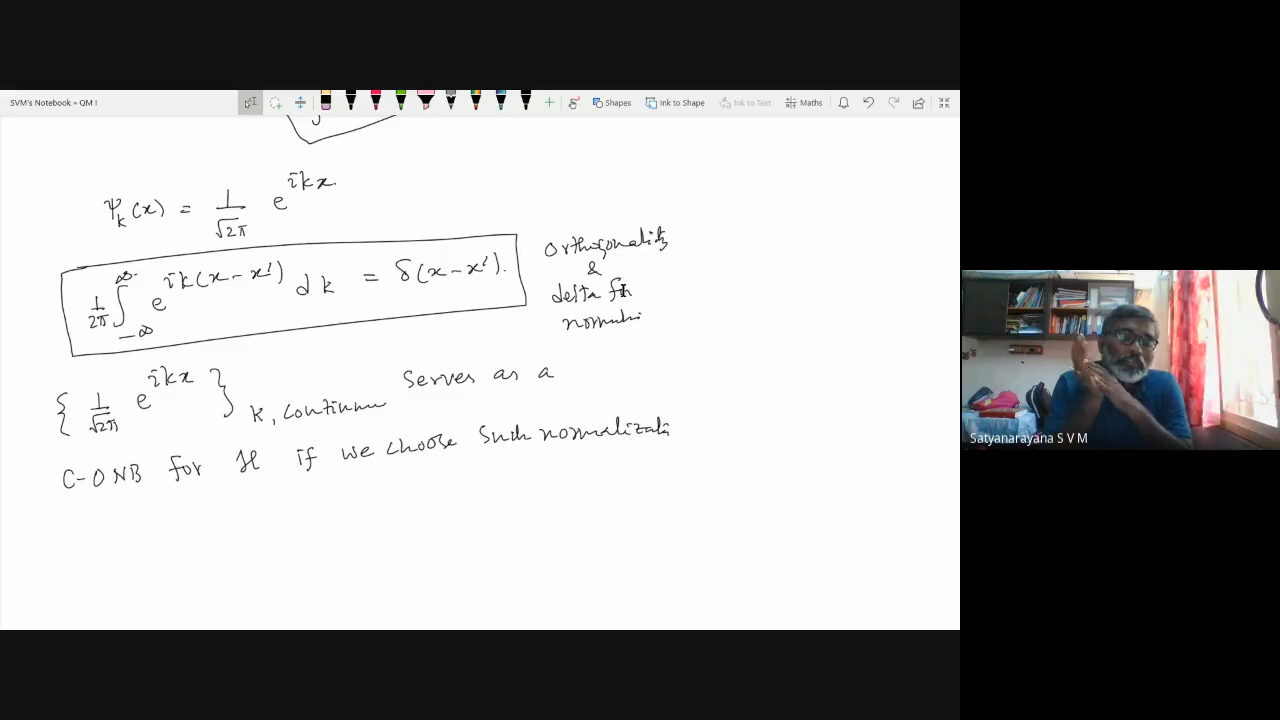 SVM's Notebook » QM I
Shapes
Ink to Shape
Ink to Text
Maths
ψ_k(x) = 1/√2π e^{ikx}.
1/2π ∫_{-∞}^{∞} e^{ik(x-x')} dk = δ(x-x').
Orthogonality
&
delta fn
normali
{ 1/√2π e^{ikx} }_{k, continuu} Serves as a
C-ONB for H if we choose such normalizati
Satyanarayana S V M